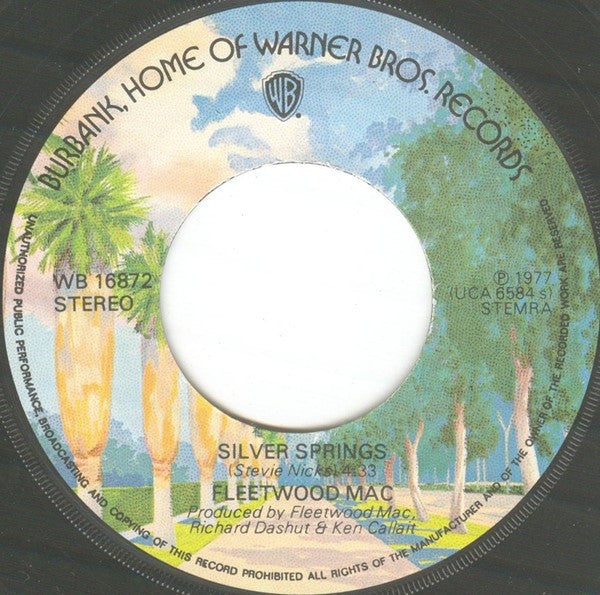 BURBANK, HOME OF WARNER BROS. RECORDS
WB
WB 16872
STEREO
℗ 1977
(UCA 6584 s)
STEMRA
SILVER SPRINGS
(Stevie Nicks) 4:33
FLEETWOOD MAC
Produced by Fleetwood Mac,
Richard Dashut & Ken Callait
UNAUTHORIZED PUBLIC PERFORMANCE, BROADCASTING AND COPYING OF THIS RECORD PROHIBITED ALL RIGHTS OF THE MANUFACTURER AND OF THE OWNER OF THE RECORDED WORK ARE RESERVED